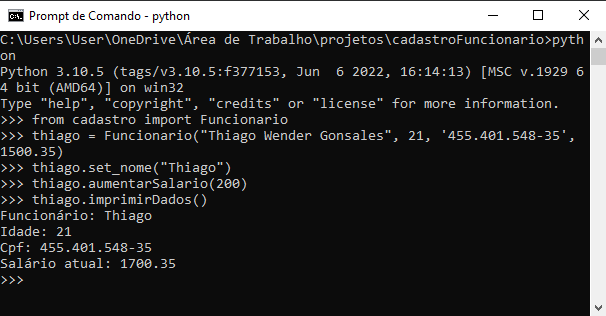 Prompt de Comando - python
C:\Users\User\OneDrive\Área de Trabalho\projetos\cadastroFuncionario>pyth
on
Python 3.10.5 (tags/v3.10.5:f377153, Jun  6 2022, 16:14:13) [MSC v.1929 6
4 bit (AMD64)] on win32
Type "help", "copyright", "credits" or "license" for more information.
>>> from cadastro import Funcionario
>>> thiago = Funcionario("Thiago Wender Gonsales", 21, '455.401.548-35',
1500.35)
>>> thiago.set_nome("Thiago")
>>> thiago.aumentarSalario(200)
>>> thiago.imprimirDados()
Funcionário: Thiago
Idade: 21
Cpf: 455.401.548-35
Salário atual: 1700.35
>>>